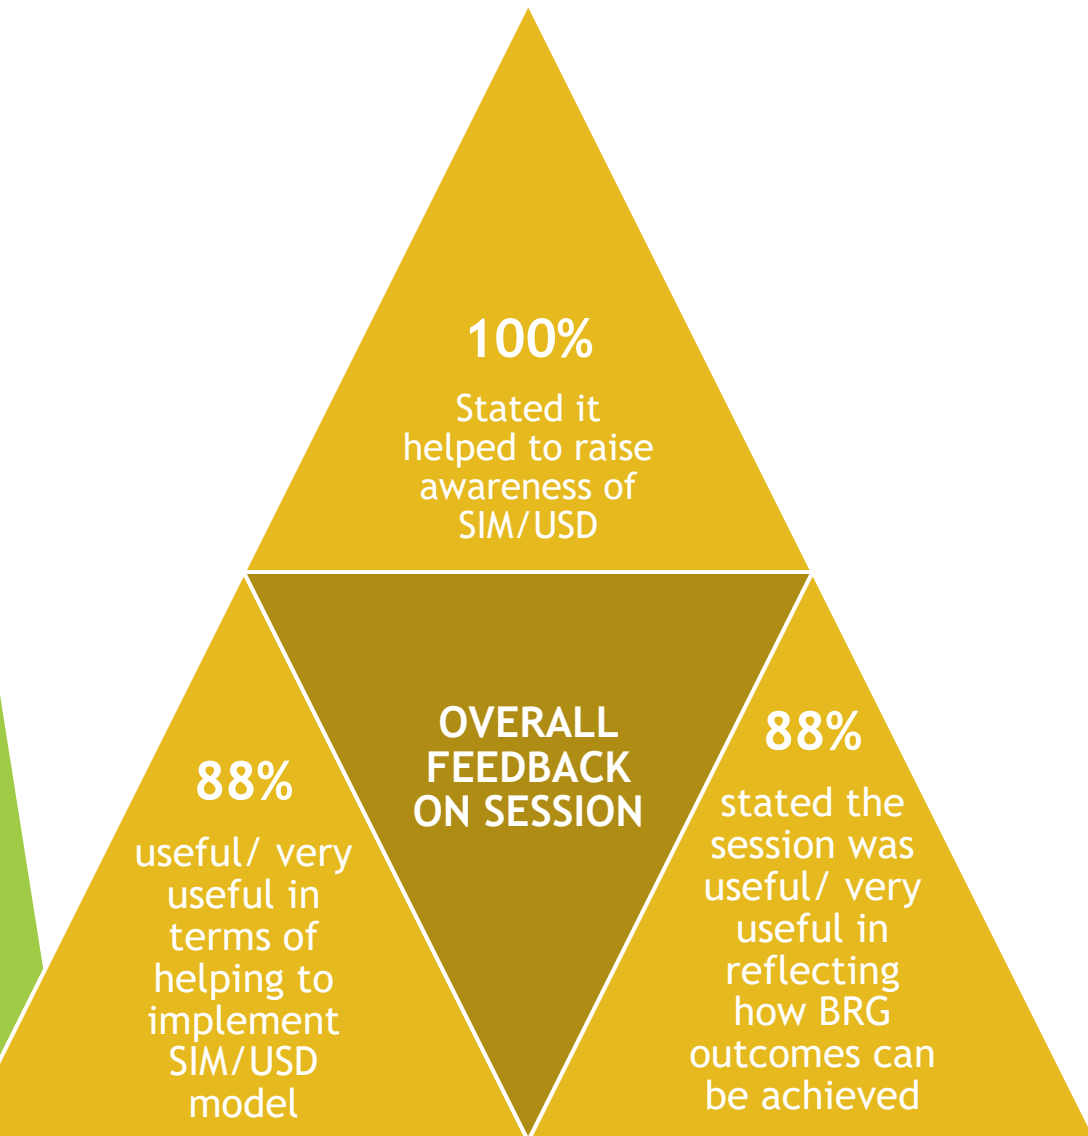 100%
Stated it
helped to raise
awareness of
SIM/USD
OVERALL
FEEDBACK
ON SESSION
88%
useful/ very
useful in
terms of
helping to
implement
SIM/USD
model
88%
stated the
session was
useful/ very
useful in
reflecting
how BRG
outcomes can
be achieved